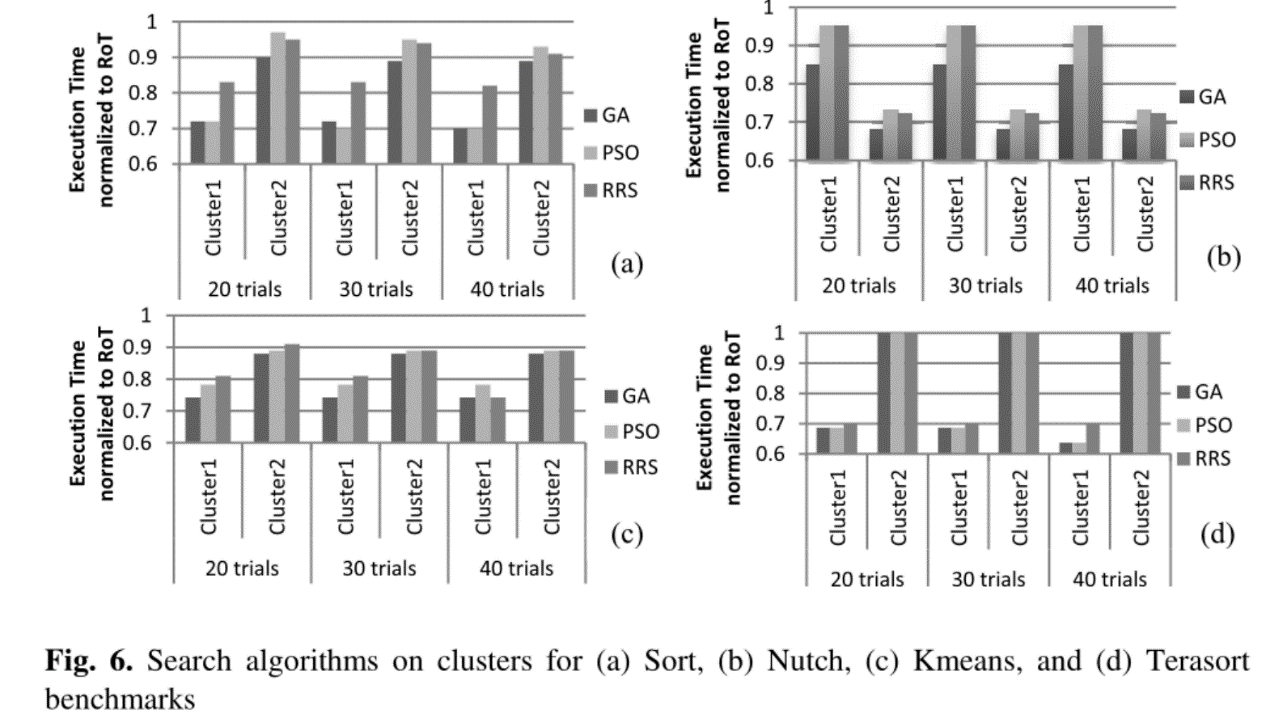 Execution Time
normalized to RoT
1
0.9
0.8
0.7
0.6
Cluster1
Cluster2
Cluster1
Cluster2
Cluster1
Cluster2
20 trials
30 trials
40 trials
GA
PSO
RRS
(a)
Execution Time
normalized to RoT
1
0.9
0.8
0.7
0.6
Cluster1
Cluster2
Cluster1
Cluster2
Cluster1
Cluster2
20 trials
30 trials
40 trials
GA
PSO
RRS
(b)
Execution Time
normalized to RoT
1
0.9
0.8
0.7
0.6
Cluster1
Cluster2
Cluster1
Cluster2
Cluster1
Cluster2
20 trials
30 trials
40 trials
GA
PSO
RRS
(c)
Execution Time
normalized to RoT
1
0.9
0.8
0.7
0.6
Cluster1
Cluster2
Cluster1
Cluster2
Cluster1
Cluster2
20 trials
30 trials
40 trials
GA
PSO
RRS
(d)
Fig. 6. Search algorithms on clusters for (a) Sort, (b) Nutch, (c) Kmeans, and (d) Terasort
benchmarks